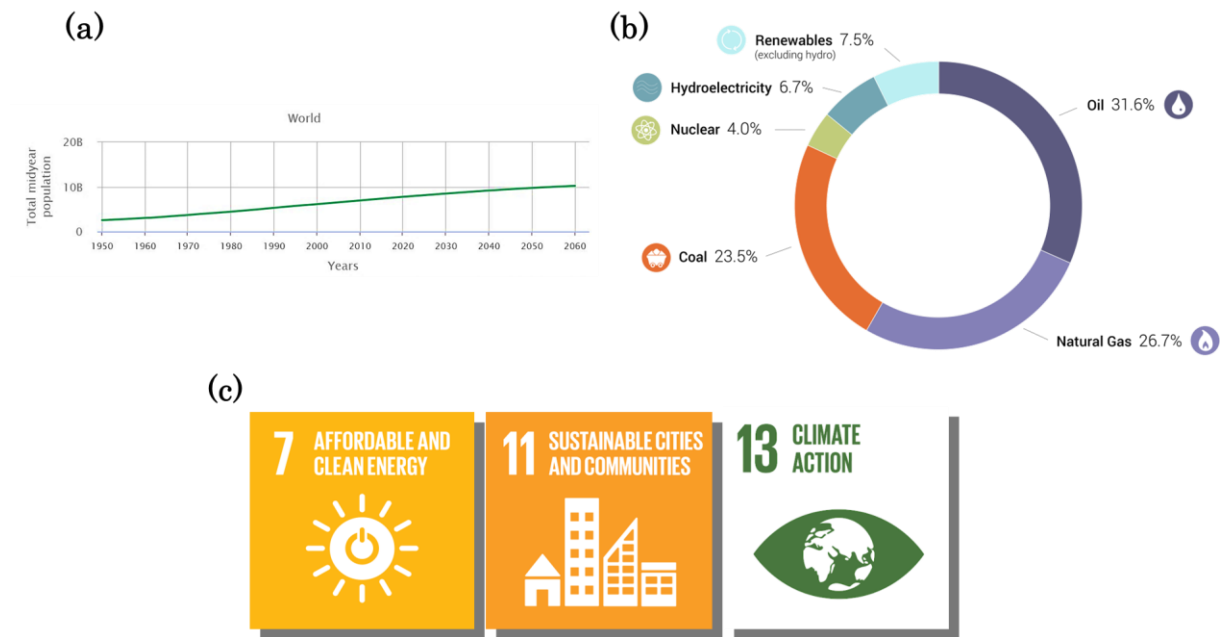 (a)
World
Total midyear
population
20B
10B
0
1950 1960 1970 1980 1990 2000 2010 2020 2030 2040 2050 2060
Years
(b)
Renewables 7.5%
(excluding hydro)
Hydroelectricity 6.7%
Nuclear 4.0%
Coal 23.5%
Oil 31.6%
Natural Gas 26.7%
(c)
7 AFFORDABLE AND
CLEAN ENERGY
11 SUSTAINABLE CITIES
AND COMMUNITIES
13 CLIMATE
ACTION